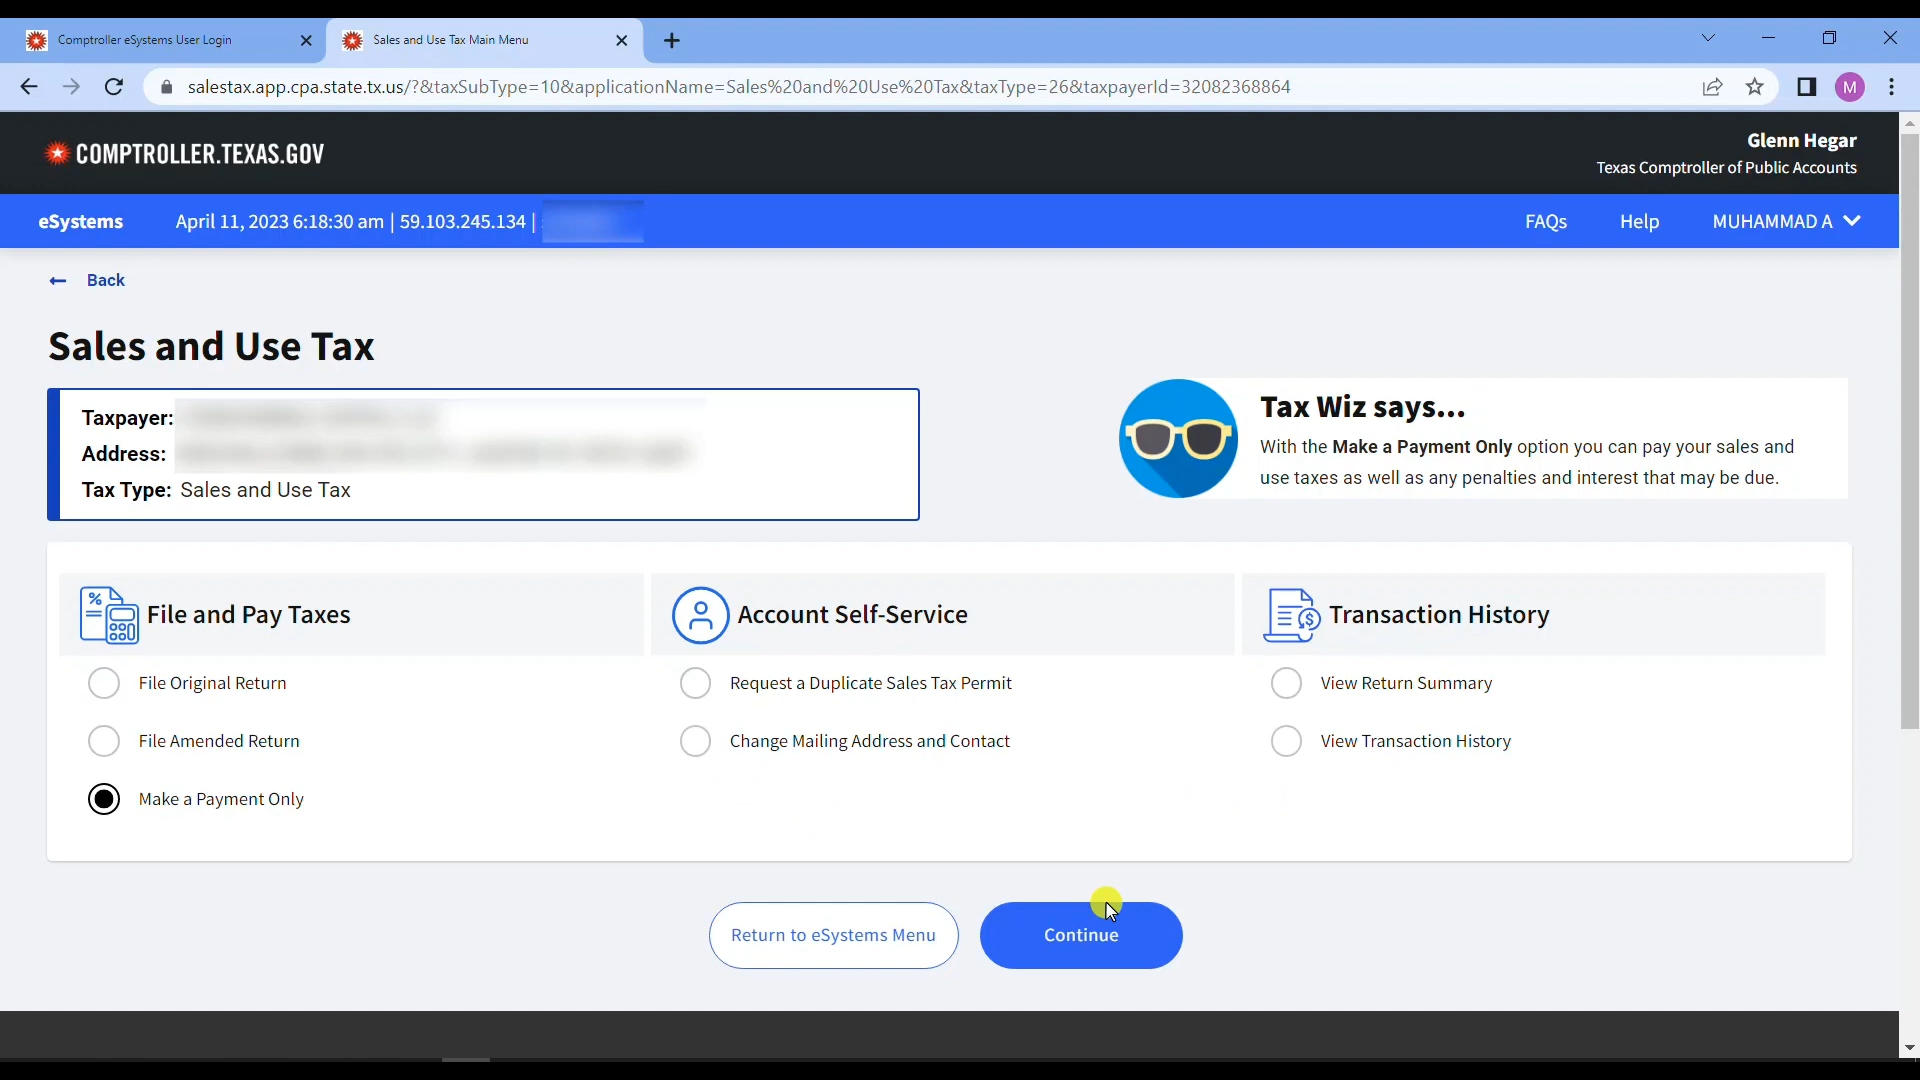 Comptroller eSystems User Login
Sales and Use Tax Main Menu
salestax.app.cpa.state.tx.us/?&taxSubType=10&applicationName=Sales%20and%20Use%20Tax&taxType=26&taxpayerId=32082368864
M
COMPTROLLER.TEXAS.GOV
Glenn Hegar
Texas Comptroller of Public Accounts
eSystems April 11, 2023 6:18:30 am | 59.103.245.134 |
FAQs Help MUHAMMAD A
← Back
Sales and Use Tax
Taxpayer:
Address:
Tax Type: Sales and Use Tax
Tax Wiz says...
With the Make a Payment Only option you can pay your sales and
use taxes as well as any penalties and interest that may be due.
File and Pay Taxes
File Original Return
File Amended Return
Make a Payment Only
Account Self-Service
Request a Duplicate Sales Tax Permit
Change Mailing Address and Contact
Transaction History
View Return Summary
View Transaction History
Return to eSystems Menu
Continue